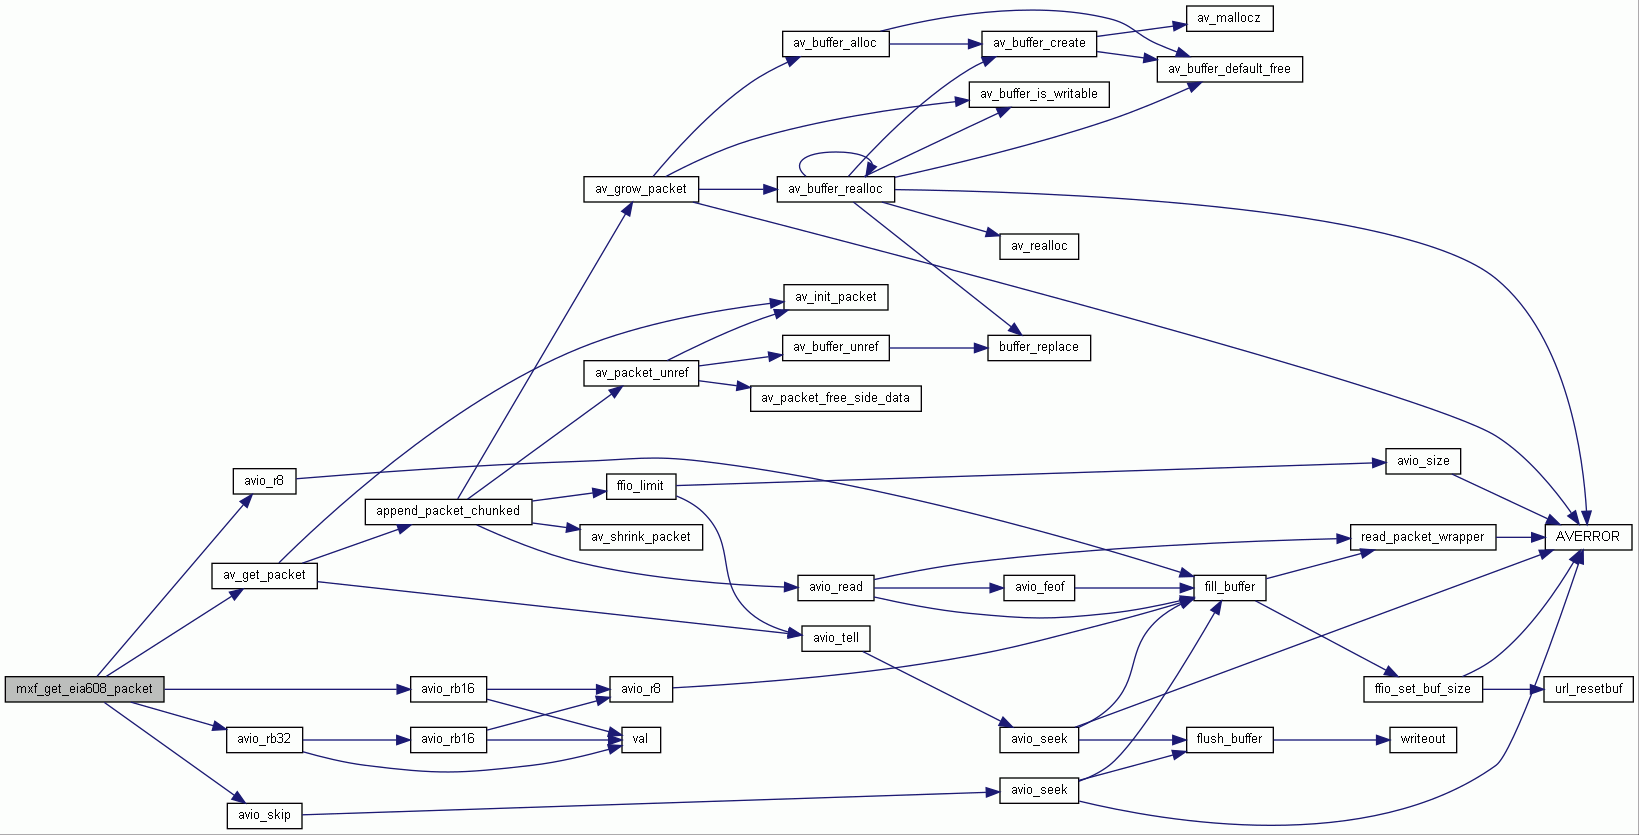 av_mallocz
av_buffer_alloc
av_buffer_create
av_buffer_default_free
av_buffer_is_writable
av_grow_packet
av_buffer_realloc
av_realloc
av_init_packet
av_buffer_unref
buffer_replace
av_packet_unref
av_packet_free_side_data
avio_size
avio_r8
ffio_limit
append_packet_chunked
av_shrink_packet
read_packet_wrapper
AVERROR
av_get_packet
avio_read
avio_feof
fill_buffer
avio_tell
mxf_get_eia608_packet
avio_rb16
avio_r8
ffio_set_buf_size
url_resetbuf
avio_rb32
avio_rb16
val
avio_seek
flush_buffer
writeout
avio_seek
avio_skip